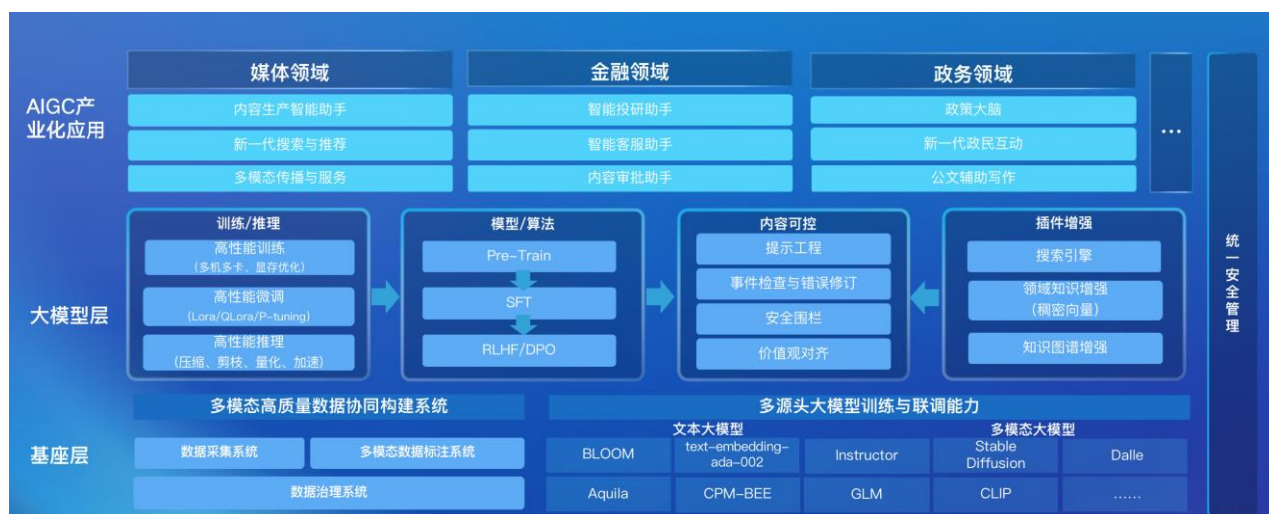 AIGC产
业化应用
媒体领域
内容生产智能助手
新一代搜索与推荐
多模态传播与服务
金融领域
智能投研助手
智能客服助手
内容审批助手
政务领域
政策大脑
新一代政民互动
公文辅助写作
...
统一安全管理
大模型层
训练/推理
高性能训练
(多机多卡、显存优化)
高性能微调
(Lora/QLora/P-tuning)
高性能推理
(压缩、剪枝、量化、加速)
模型/算法
Pre-Train
SFT
RLHF/DPO
内容可控
提示工程
事件检查与错误修订
安全围栏
价值观对齐
插件增强
搜索引擎
领域知识增强
(稠密向量)
知识图谱增强
基座层
多模态高质量数据协同构建系统
数据采集系统
多模态数据标注系统
数据治理系统
多源头大模型训练与联调能力
文本大模型
多模态大模型
BLOOM
text-embedding-
ada-002
Instructor
Stable
Diffusion
Dalle
Aquila
CPM-BEE
GLM
CLIP
......